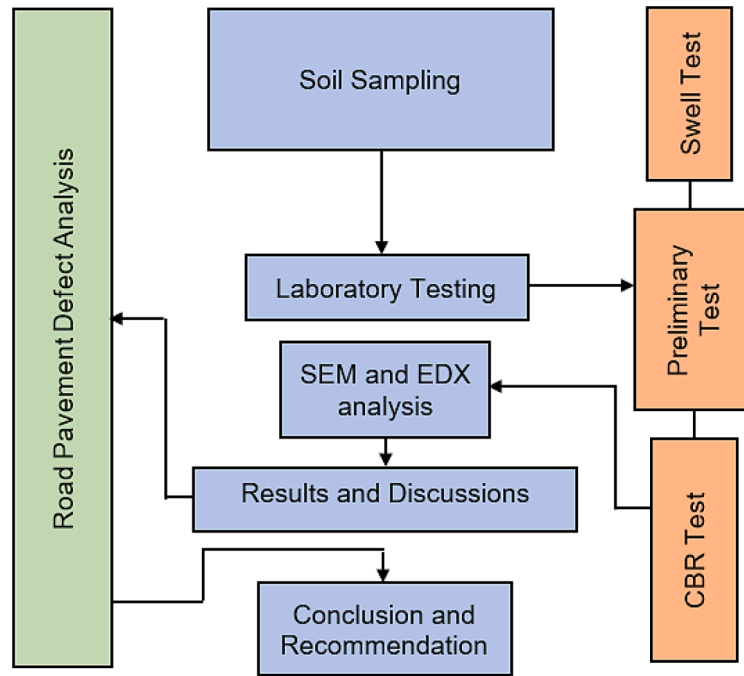 Soil Sampling
Swell Test
Road Pavement Defect Analysis
Laboratory Testing
Preliminary
Test
SEM and EDX
analysis
Results and Discussions
CBR Test
Conclusion and
Recommendation